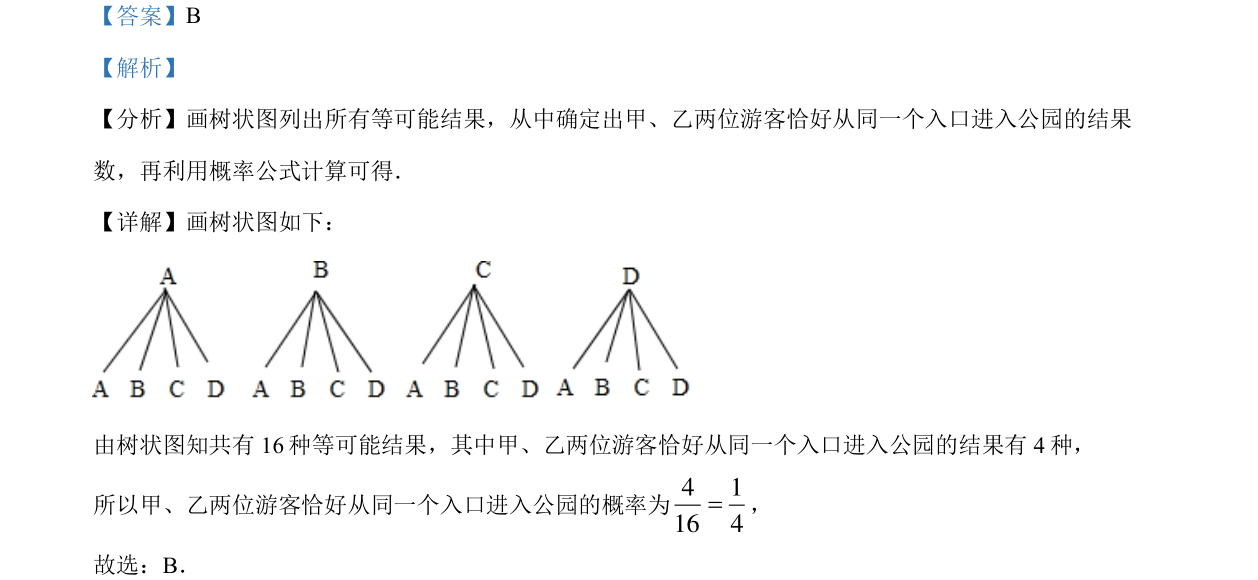 【答案】B
【解析】
【分析】画树状图列出所有等可能结果，从中确定出甲、乙两位游客恰好从同一个入口进入公园的结果
数，再利用概率公式计算可得．
【详解】画树状图如下：
A B C D
A B C D A B C D A B C D A B C D
由树状图知共有 16 种等可能结果，其中甲、乙两位游客恰好从同一个入口进入公园的结果有 4 种，
所以甲、乙两位游客恰好从同一个入口进入公园的概率为 4/16 = 1/4，
故选：B．